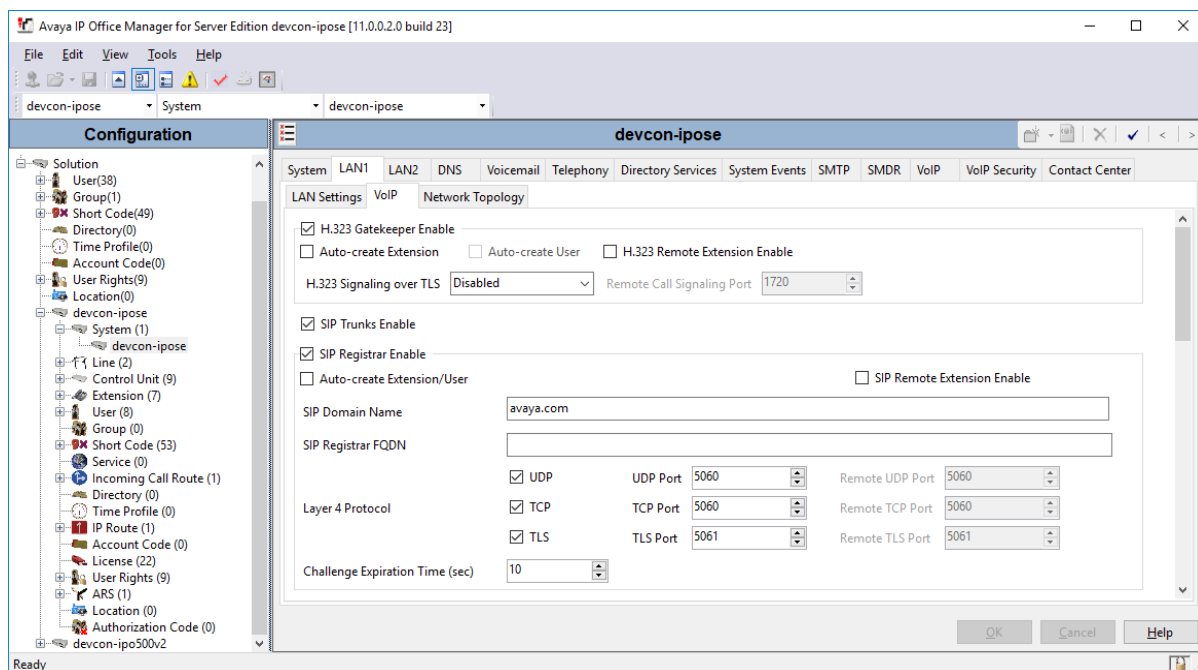 Avaya IP Office Manager for Server Edition devcon-ipose [11.0.0.2.0 build 23]
File Edit View Tools Help
devcon-ipose System devcon-ipose
Configuration
Solution
User(38)
Group(1)
Short Code(49)
Directory(0)
Time Profile(0)
Account Code(0)
User Rights(9)
Location(0)
devcon-ipose
System (1)
devcon-ipose
Line (2)
Control Unit (9)
Extension (7)
User (8)
Group (0)
Short Code (53)
Service (0)
Incoming Call Route (1)
Directory (0)
Time Profile (0)
IP Route (1)
Account Code (0)
License (22)
User Rights (9)
ARS (1)
Location (0)
Authorization Code (0)
devcon-ipo500v2
devcon-ipose
System LAN1 LAN2 DNS Voicemail Telephony Directory Services System Events SMTP SMDR VoIP VoIP Security Contact Center
LAN Settings VoIP Network Topology
H.323 Gatekeeper Enable
Auto-create Extension Auto-create User H.323 Remote Extension Enable
H.323 Signaling over TLS Disabled Remote Call Signaling Port 1720
SIP Trunks Enable
SIP Registrar Enable
Auto-create Extension/User SIP Remote Extension Enable
SIP Domain Name avaya.com
SIP Registrar FQDN
UDP UDP Port 5060 Remote UDP Port 5060
Layer 4 Protocol TCP TCP Port 5060 Remote TCP Port 5060
TLS TLS Port 5061 Remote TLS Port 5061
Challenge Expiration Time (sec) 10
OK Cancel Help
Ready